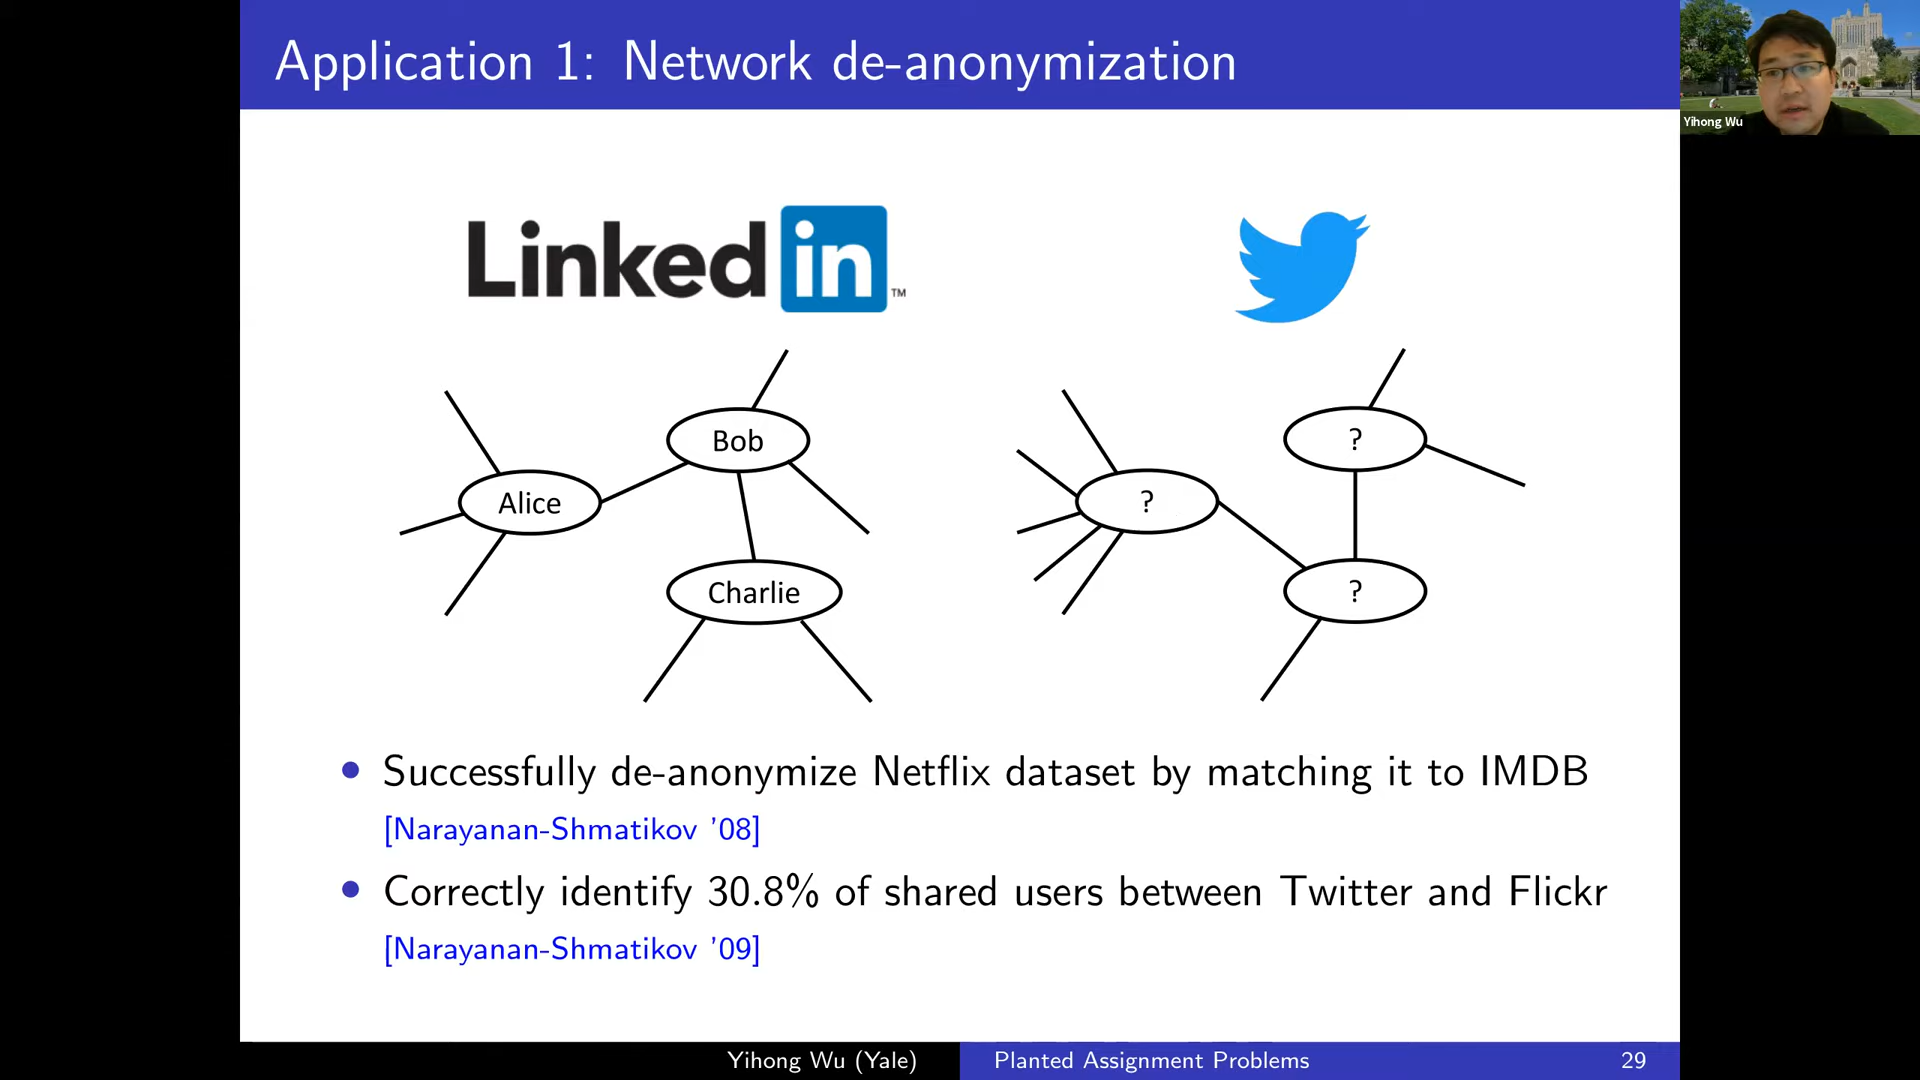 Application 1: Network de-anonymization
Yihong Wu
Linked in ™
Bob
?
Alice
?
Charlie
?
• Successfully de-anonymize Netflix dataset by matching it to IMDB
[Narayanan-Shmatikov '08]
• Correctly identify 30.8% of shared users between Twitter and Flickr
[Narayanan-Shmatikov '09]
Yihong Wu (Yale)
Planted Assignment Problems
29